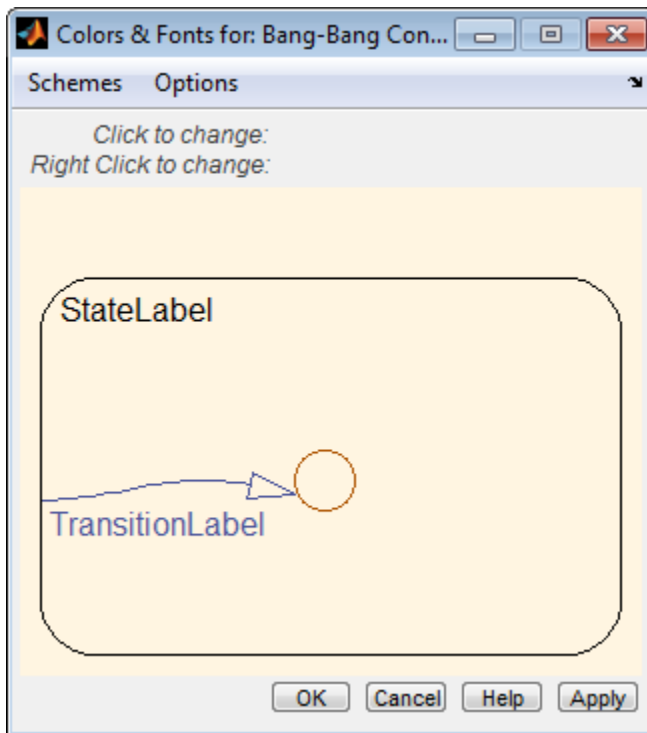 Colors & Fonts for: Bang-Bang Con...
Schemes Options
Click to change:
Right Click to change:
StateLabel
TransitionLabel
OK Cancel Help Apply